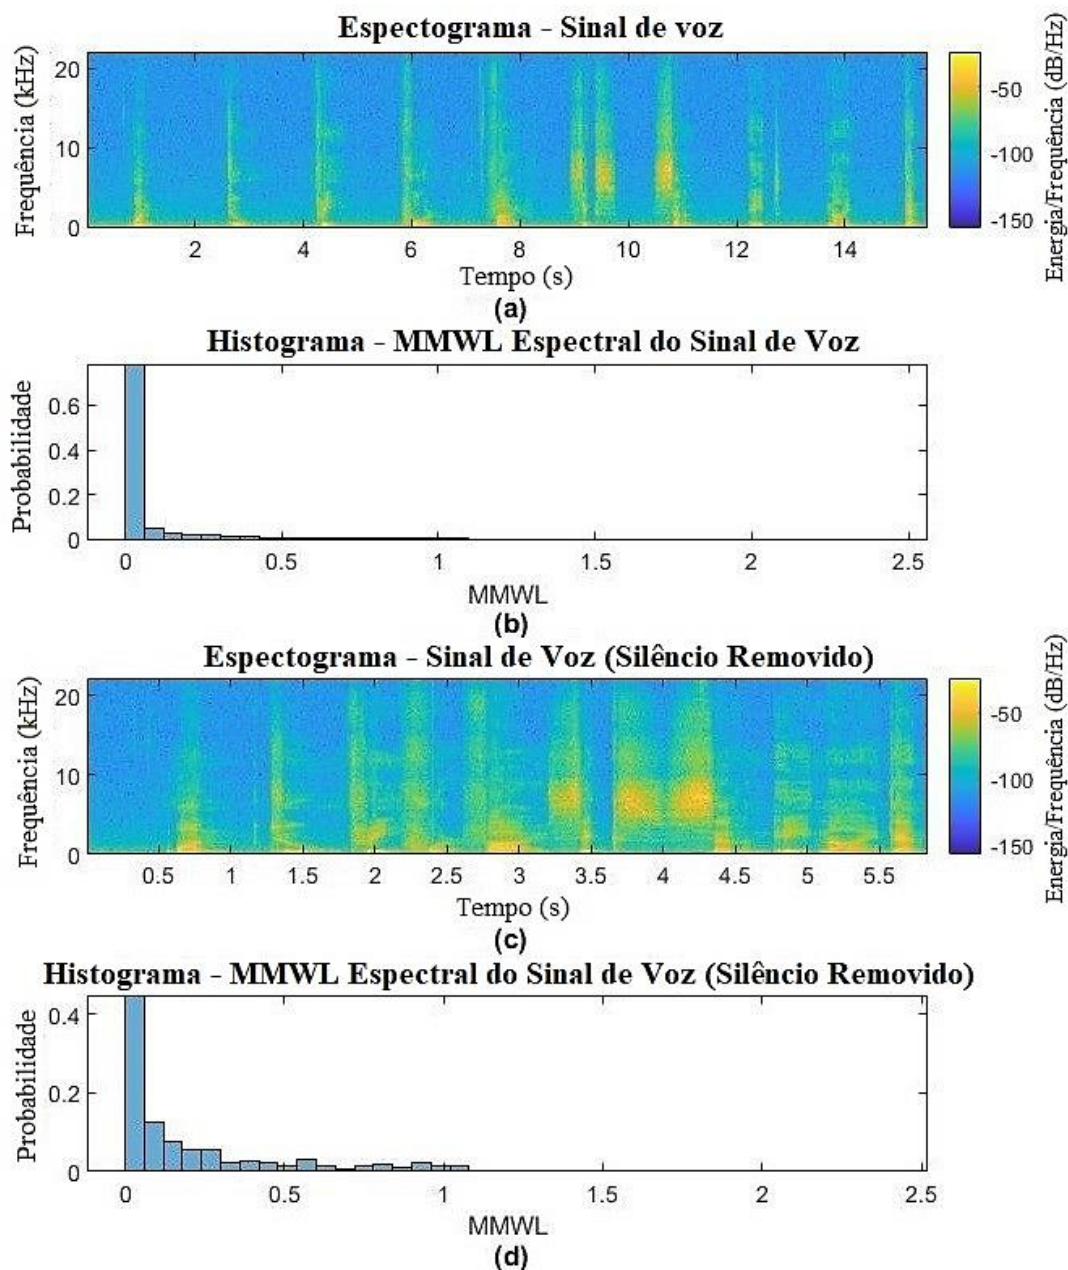 Espectograma - Sinal de voz
Frequência (kHz)
20
10
0
2 4 6 8 10 12 14
Tempo (s)
-50
-100
-150
Energia/Frequência (dB/Hz)
(a)
Histograma - MMWL Espectral do Sinal de Voz
Probabilidade
0.6
0.4
0.2
0
0 0.5 1 1.5 2 2.5
MMWL
(b)
Espectograma - Sinal de Voz (Silêncio Removido)
Frequência (kHz)
20
10
0
0.5 1 1.5 2 2.5 3 3.5 4 4.5 5 5.5
Tempo (s)
-50
-100
-150
Energia/Frequência (dB/Hz)
(c)
Histograma - MMWL Espectral do Sinal de Voz (Silêncio Removido)
Probabilidade
0.4
0.2
0
0 0.5 1 1.5 2 2.5
MMWL
(d)